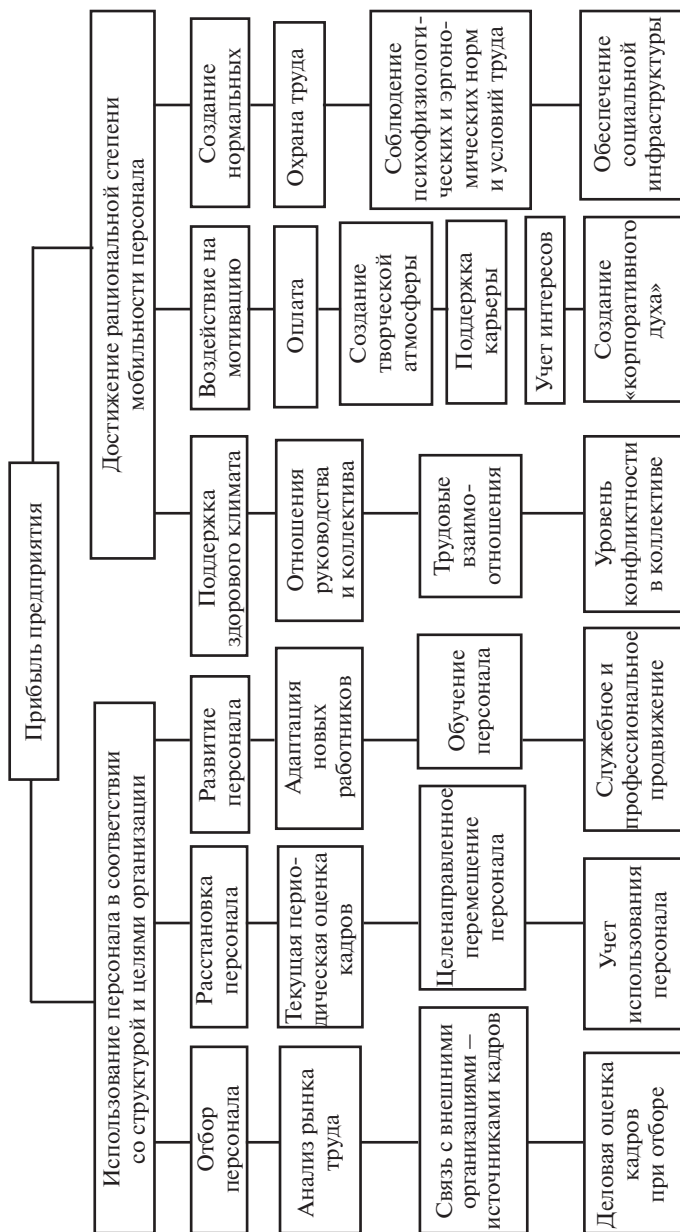 Прибыль предприятия
Использование персонала в соответствии
со структурой и целями организации
Достижение рациональной степени
мобильности персонала
Отбор
персонала
Расстановка
персонала
Развитие
персонала
Поддержка
здорового климата
Воздействие на
мотивацию
Создание
нормальных
Анализ рынка
труда
Текущая перио-
дическая оценка
кадров
Адаптация
новых
работников
Отношения
руководства
и коллектива
Оплата
Охрана труда
Связь с внешними
организациями –
источниками кадров
Целенаправленное
перемещение
персонала
Обучение
персонала
Трудовые
взаимо-
отношения
Создание
творческой
атмосферы
Поддержка
карьеры
Учет интересов
Соблюдение
психофизиологи-
ческих и эргоно-
мических норм
и условий труда
Деловая оценка
кадров
при отборе
Учет
использования
персонала
Служебное и
профессиональное
продвижение
Уровень
конфликтности
в коллективе
Создание
«корпоративного
духа»
Обеспечение
социальной
инфраструктуры